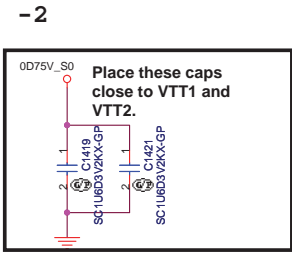 -2
0D75V_S0
Place these caps
close to VTT1 and
VTT2.
1
2
C1419
SC1U6D3V2KX-GP
1
2
C1421
SC1U6D3V2KX-GP